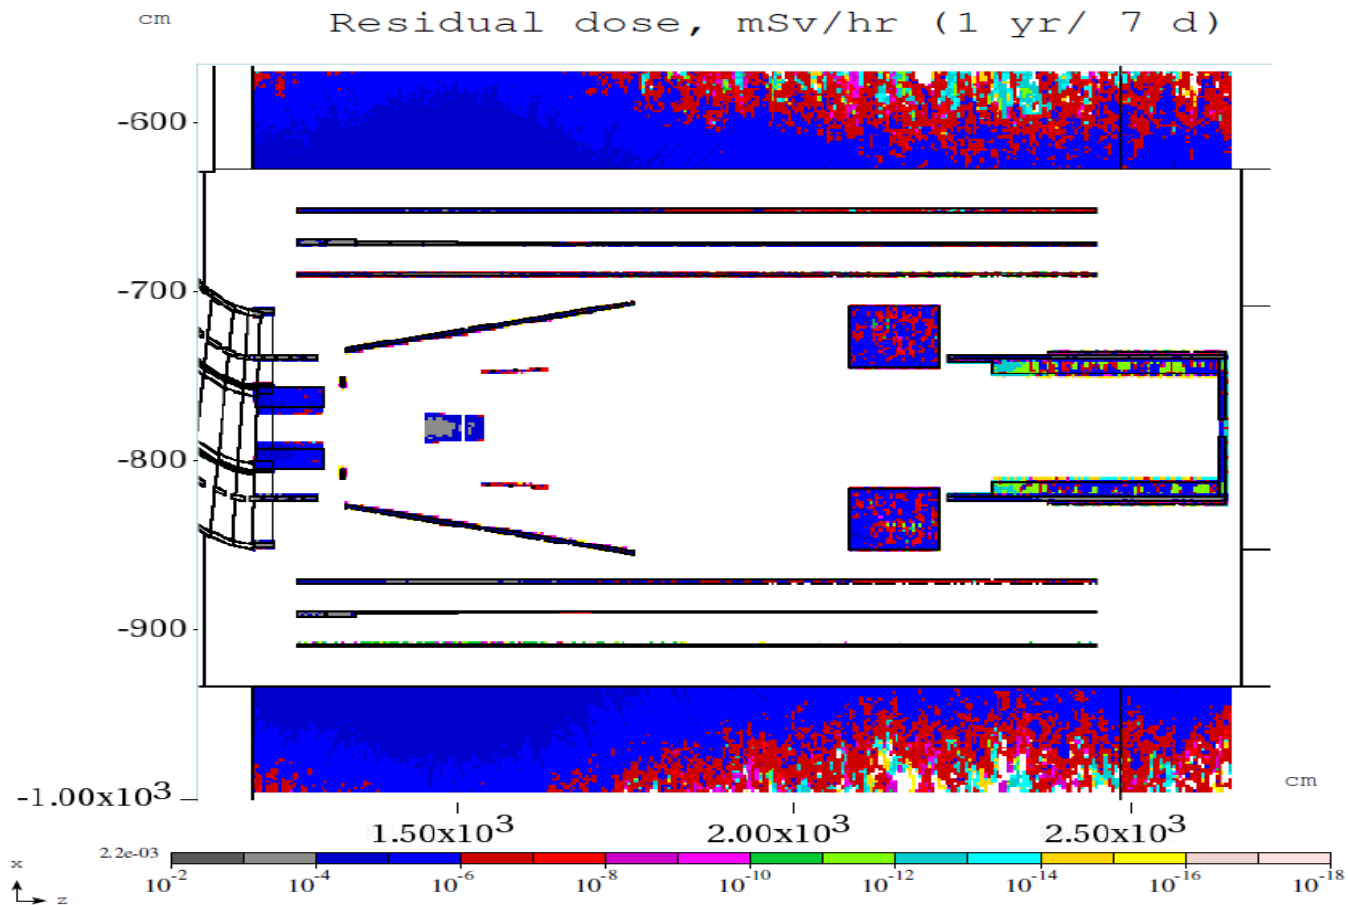 cm
Residual dose, mSv/hr (1 yr/ 7 d)
-600
-700
-800
-900
-1.00x10³
cm
1.50x10³ 2.00x10³ 2.50x10³
2.2e-03
10⁻² 10⁻⁴ 10⁻⁶ 10⁻⁸ 10⁻¹⁰ 10⁻¹² 10⁻¹⁴ 10⁻¹⁶ 10⁻¹⁸
x
z